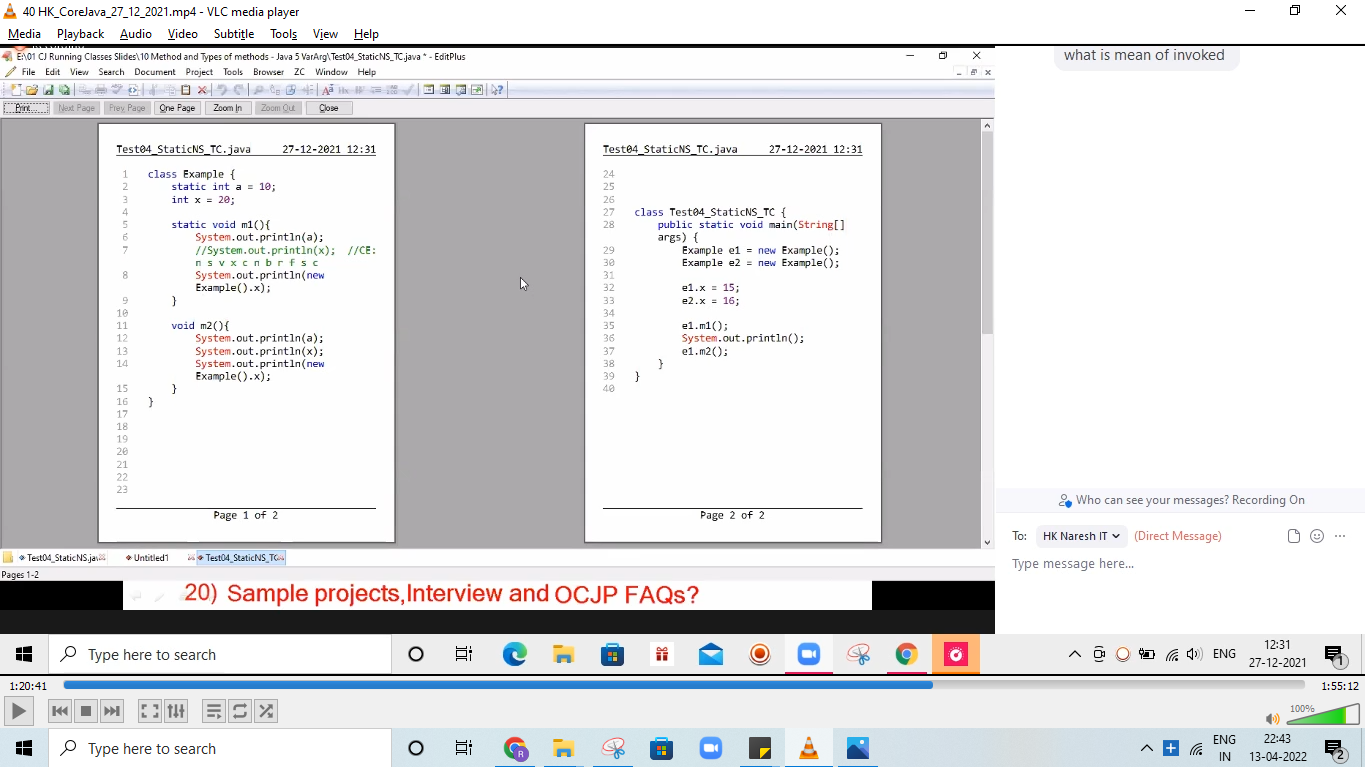 40 HK_CoreJava_27_12_2021.mp4 - VLC media player
Media Playback Audio Video Subtitle Tools View Help
E:\01 CJ Running Classes Slides\10 Method and Types of methods - Java 5 VarArg\Test04_StaticNS_TC.java * - EditPlus
File Edit View Search Document Project Tools Browser ZC Window Help
Print... Next Page Prev Page One Page Zoom In Zoom Out Close
Test04_StaticNS_TC.java 27-12-2021 12:31
1 class Example {
2 static int a = 10;
3 int x = 20;
4
5 static void m1(){
6 System.out.println(a);
7 //System.out.println(x); //CE:
n s v x c n b r f s c
8 System.out.println(new
Example().x);
9 }
10
11 void m2(){
12 System.out.println(a);
13 System.out.println(x);
14 System.out.println(new
Example().x);
15 }
16 }
17
18
19
20
21
22
23
Page 1 of 2
Test04_StaticNS_TC.java 27-12-2021 12:31
24
25
26
27 class Test04_StaticNS_TC {
28 public static void main(String[]
args) {
29 Example e1 = new Example();
30 Example e2 = new Example();
31
32 e1.x = 15;
33 e2.x = 16;
34
35 e1.m1();
36 System.out.println();
37 e1.m2();
38 }
39 }
40
Page 2 of 2
Test04_StaticNS.jav Untitled1 Test04_StaticNS_TC
Pages 1-2
20) Sample projects,Interview and OCJP FAQs?
what is mean of invoked
Who can see your messages? Recording On
To: HK Naresh IT (Direct Message)
Type message here...
Type here to search
ENG
12:31
27-12-2021
1
1:20:41 1:55:12
100%
Type here to search
R
ENG
IN
22:43
13-04-2022
2